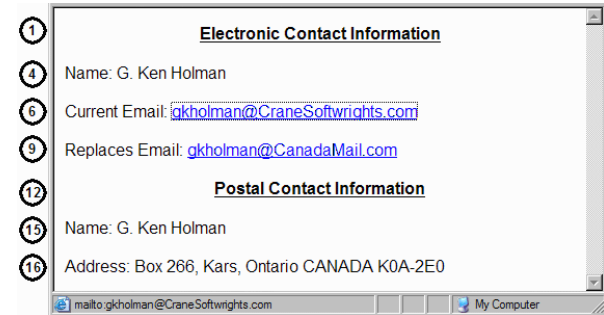 1 Electronic Contact Information
4 Name: G. Ken Holman
6 Current Email: gkholman@CraneSoftwrights.com
9 Replaces Email: gkholman@CanadaMail.com
12 Postal Contact Information
15 Name: G. Ken Holman
16 Address: Box 266, Kars, Ontario CANADA K0A-2E0
mailto:gkholman@CraneSoftwrights.com My Computer